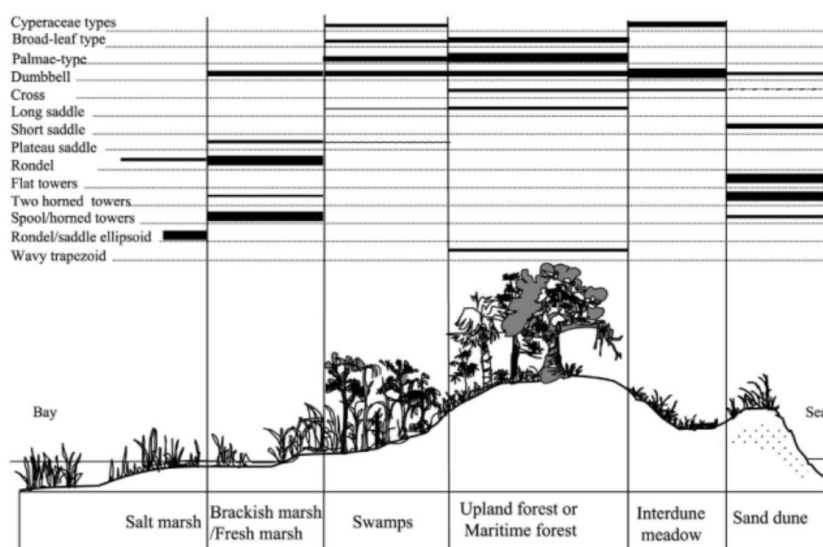 Cyperaceae types
Broad-leaf type
Palmae-type
Dumbbell
Cross
Long saddle
Short saddle
Plateau saddle
Rondel
Flat towers
Two horned towers
Spool/horned towers
Rondel/saddle ellipsoid
Wavy trapezoid
Bay
Sea
Salt marsh
Brackish marsh
/Fresh marsh
Swamps
Upland forest or
Maritime forest
Interdune
meadow
Sand dune